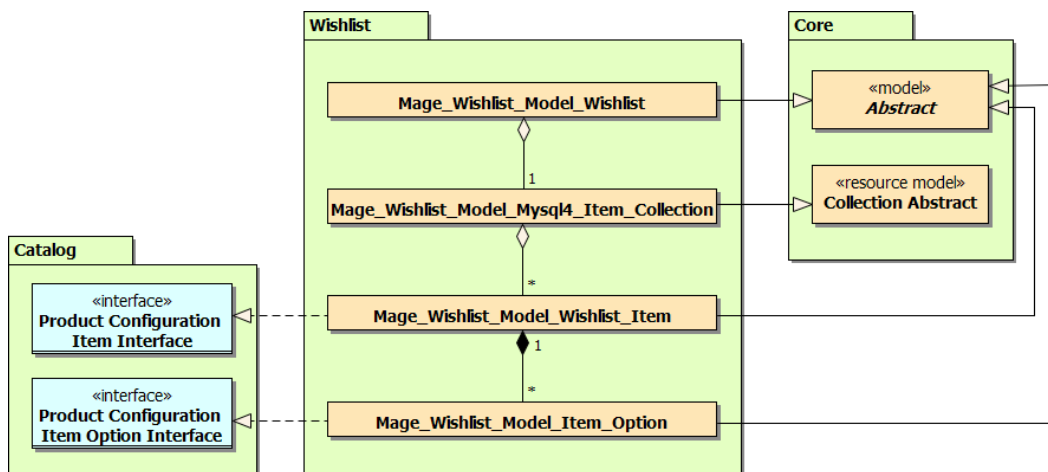 Wishlist
Core
Mage_Wishlist_Model_Wishlist
«model»
Abstract
1
Mage_Wishlist_Model_Mysql4_Item_Collection
«resource model»
Collection Abstract
Catalog
*
«interface»
Product Configuration
Item Interface
Mage_Wishlist_Model_Wishlist_Item
1
*
«interface»
Product Configuration
Item Option Interface
Mage_Wishlist_Model_Item_Option